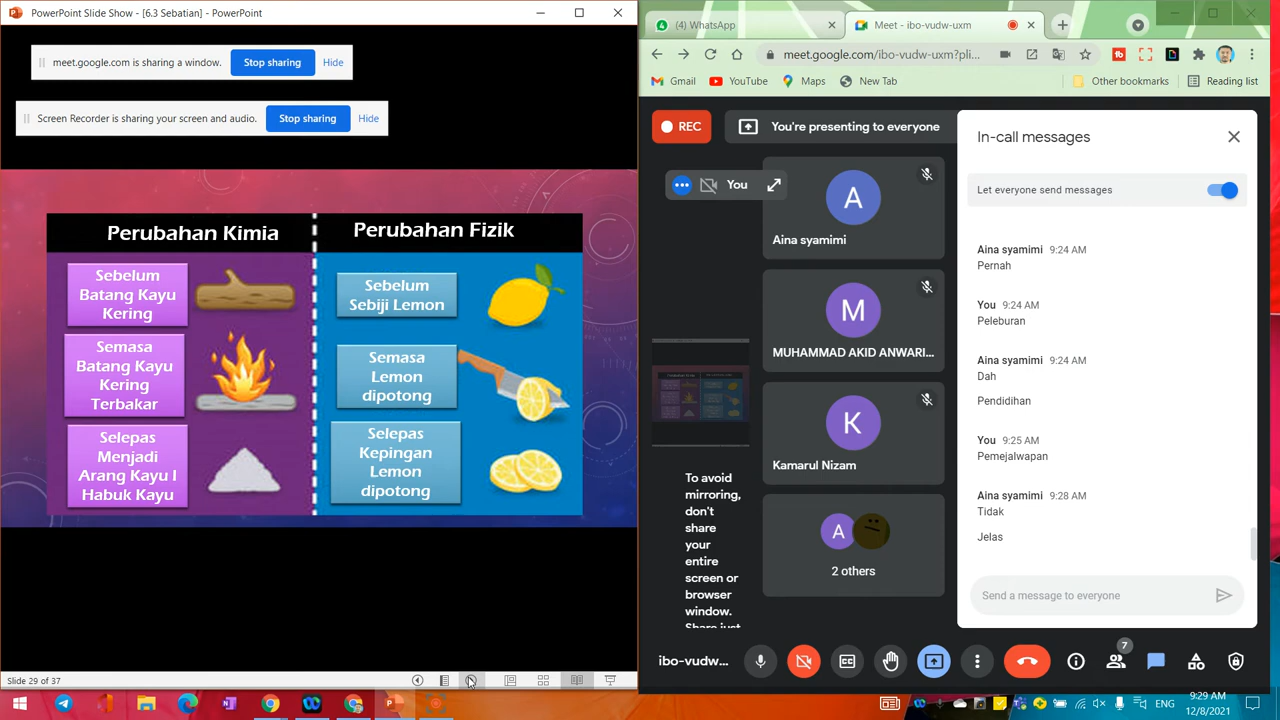 PowerPoint Slide Show - [6.3 Sebatian] - PowerPoint
meet.google.com is sharing a window.
Stop sharing
Hide
Screen Recorder is sharing your screen and audio.
Stop sharing
Hide
Perubahan Kimia
Perubahan Fizik
Sebelum
Batang Kayu
Kering
Sebelum
Sebiji Lemon
Semasa
Batang Kayu
Kering
Terbakar
Semasa
Lemon
dipotong
Selepas
Menjadi
Arang Kayu I
Habuk Kayu
Selepas
Kepingan
Lemon
dipotong
Slide 29 of 37
(4) WhatsApp
Meet - ibo-vudw-uxm
meet.google.com/ibo-vudw-uxm?pli...
Gmail
YouTube
Maps
New Tab
Other bookmarks
Reading list
REC
You're presenting to everyone
You
A
Aina syamimi
M
MUHAMMAD AKID ANWARI...
K
Kamarul Nizam
A
2 others
To avoid
mirroring,
don't
share
your
entire
screen or
browser
window.
Share just
In-call messages
Let everyone send messages
Aina syamimi 9:24 AM
Pernah
You 9:24 AM
Peleburan
Aina syamimi 9:24 AM
Dah
Pendidihan
You 9:25 AM
Pemejalwapan
Aina syamimi 9:28 AM
Tidak
Jelas
Send a message to everyone
ibo-vudw...
7
9:29 AM
12/8/2021